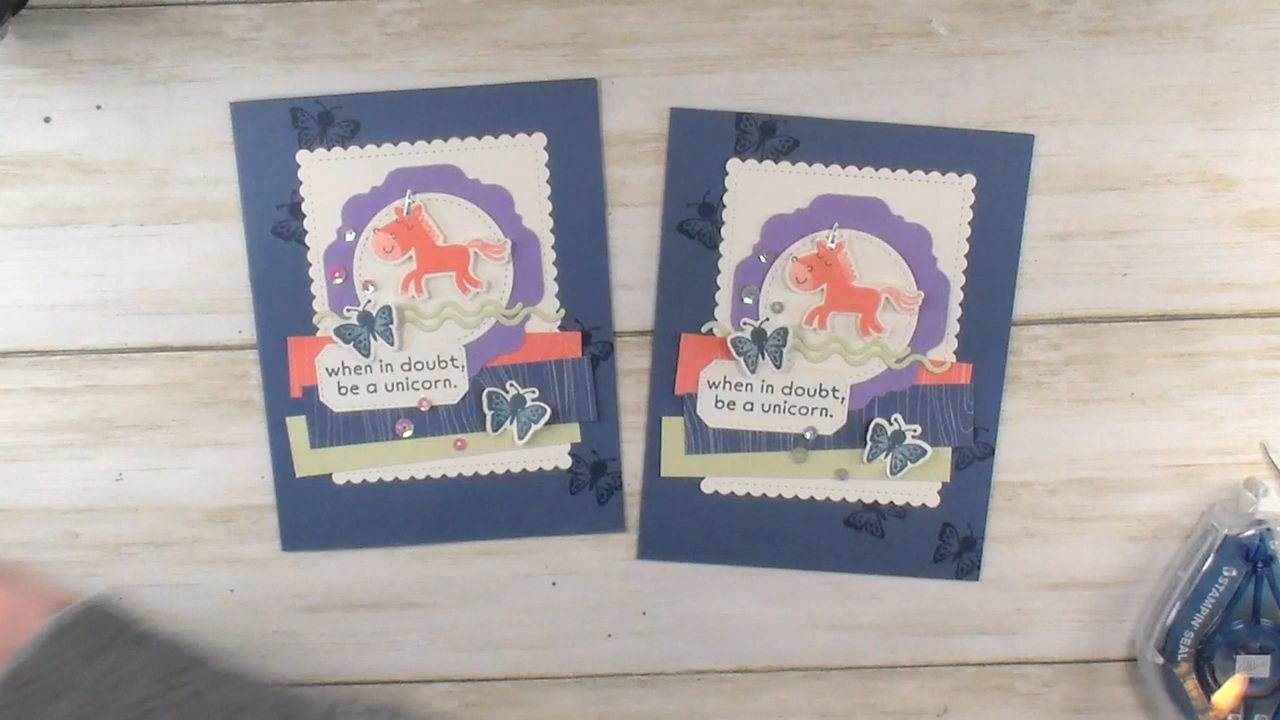 when in doubt,
be a unicorn.
when in doubt,
be a unicorn.
STAMPIN' SEAL